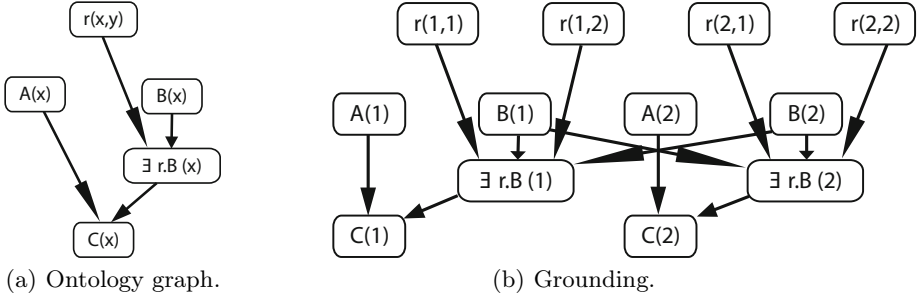 r(x,y)
A(x)
B(x)
∃ r.B (x)
C(x)
(a) Ontology graph.
r(1,1)
r(1,2)
r(2,1)
r(2,2)
A(1)
B(1)
A(2)
B(2)
∃ r.B (1)
∃ r.B (2)
C(1)
C(2)
(b) Grounding.